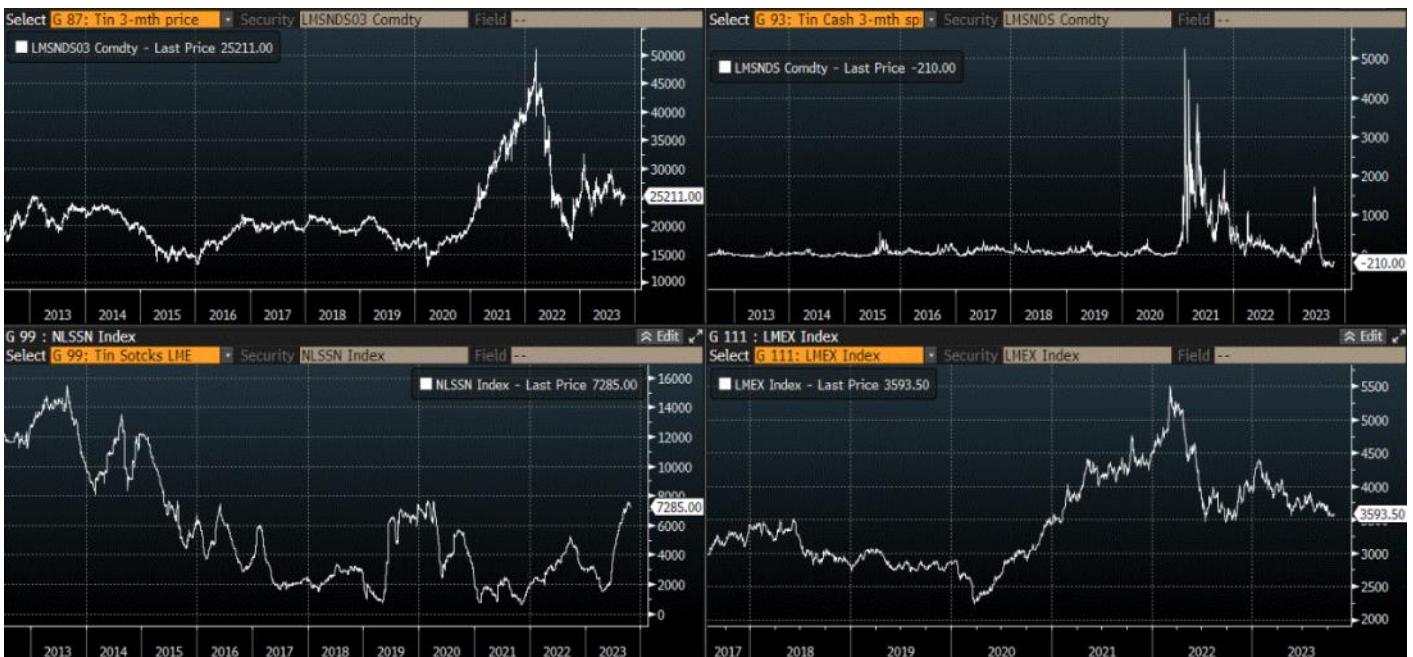 Select G 87: Tin 3-mth price Security LMSNDS03 Comdty Field --
LMSNDS03 Comdty - Last Price 25211.00
50000
45000
40000
35000
30000
25211.00
20000
15000
10000
2013 2014 2015 2016 2017 2018 2019 2020 2021 2022 2023
Select G 93: Tin Cash 3-mth sp Security LMSNDS Comdty Field --
LMSNDS Comdty - Last Price -210.00
5000
4000
3000
2000
1000
-210.00
2013 2014 2015 2016 2017 2018 2019 2020 2021 2022 2023
G 99 : NLSSN Index Edit
Select G 99: Tin Sotcks LME Security NLSSN Index Field --
NLSSN Index - Last Price 7285.00
16000
14000
12000
10000
8000
7285.00
6000
4000
2000
0
2013 2014 2015 2016 2017 2018 2019 2020 2021 2022 2023
G 111 : LMEX Index Edit
Select G 111: LMEX Index Security LMEX Index Field --
LMEX Index - Last Price 3593.50
5500
5000
4500
4000
3593.50
3000
2500
2000
2017 2018 2019 2020 2021 2022 2023